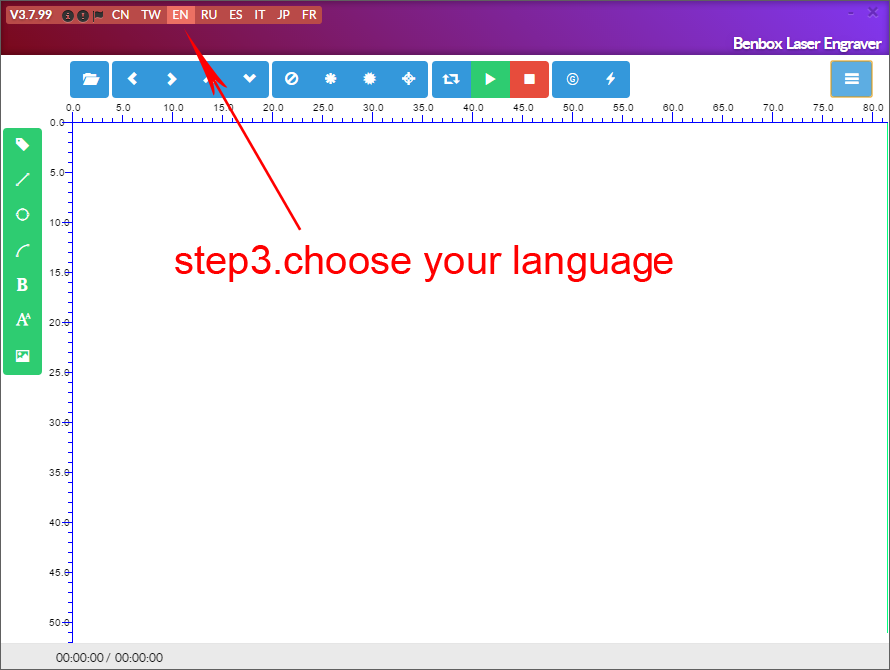 V3.7.99 CN TW EN RU ES IT JP FR
Benbox Laser Engraver
0.0 5.0 10.0 15.0 20.0 25.0 30.0 35.0 40.0 45.0 50.0 55.0 60.0 65.0 70.0 75.0 80.0
0.0
5.0
10.0
15.0
20.0
25.0
30.0
35.0
40.0
45.0
50.0
B
AA
step3.choose your language
00:00:00 / 00:00:00